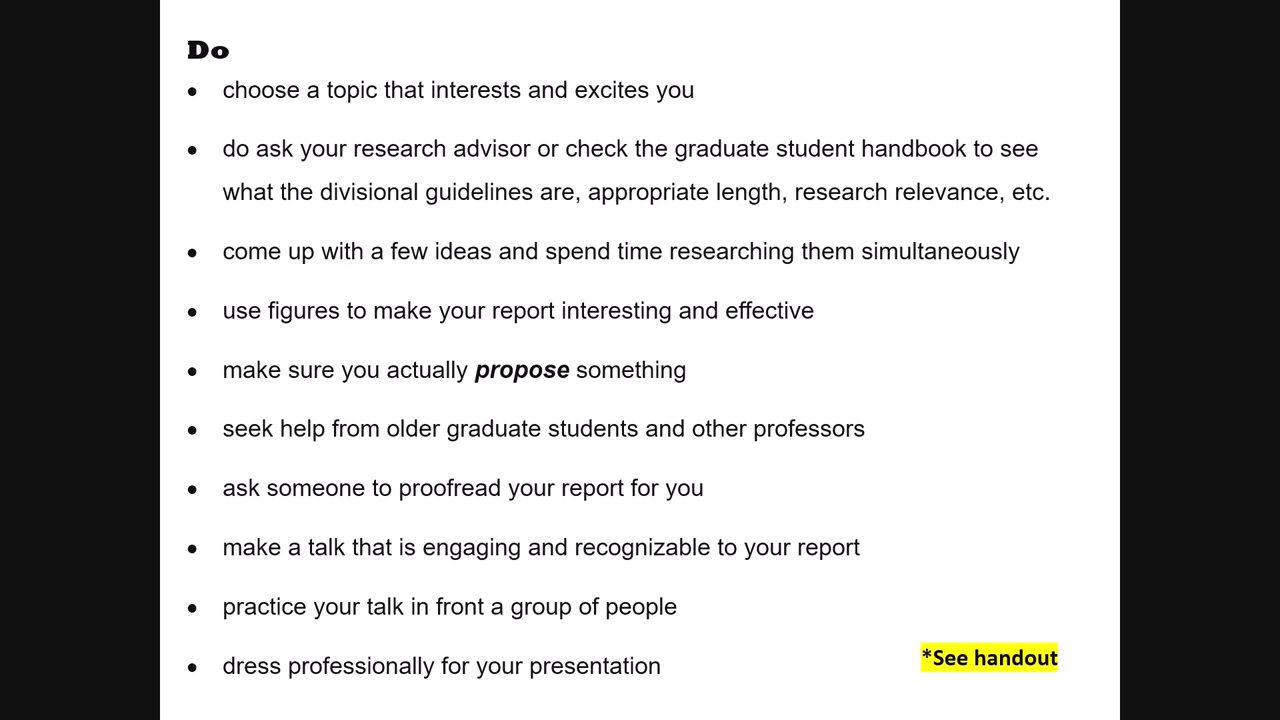 Do
• choose a topic that interests and excites you
• do ask your research advisor or check the graduate student handbook to see
what the divisional guidelines are, appropriate length, research relevance, etc.
• come up with a few ideas and spend time researching them simultaneously
• use figures to make your report interesting and effective
• make sure you actually propose something
• seek help from older graduate students and other professors
• ask someone to proofread your report for you
• make a talk that is engaging and recognizable to your report
• practice your talk in front a group of people
• dress professionally for your presentation
*See handout